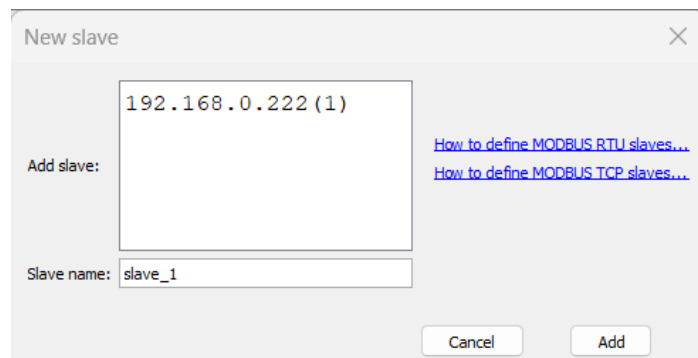 New slave
192.168.0.222(1)
Add slave:
How to define MODBUS RTU slaves...
How to define MODBUS TCP slaves...
Slave name: slave_1
Cancel Add